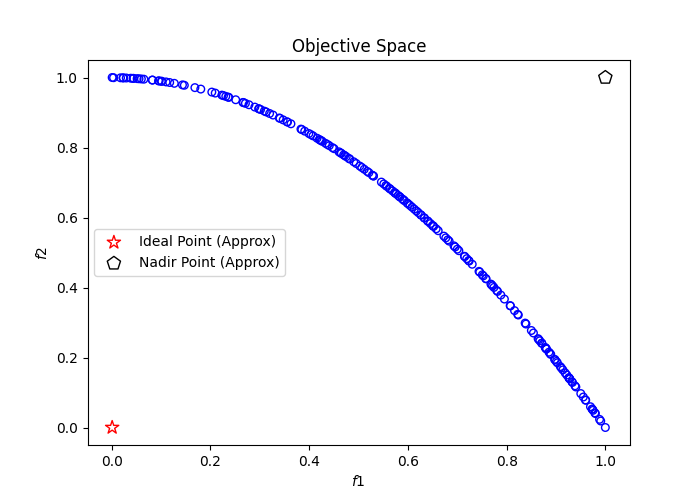 Objective Space
1.0
0.8
0.6
0.4
0.2
0.0
f2
Ideal Point (Approx)
Nadir Point (Approx)
0.0 0.2 0.4 0.6 0.8 1.0
f1